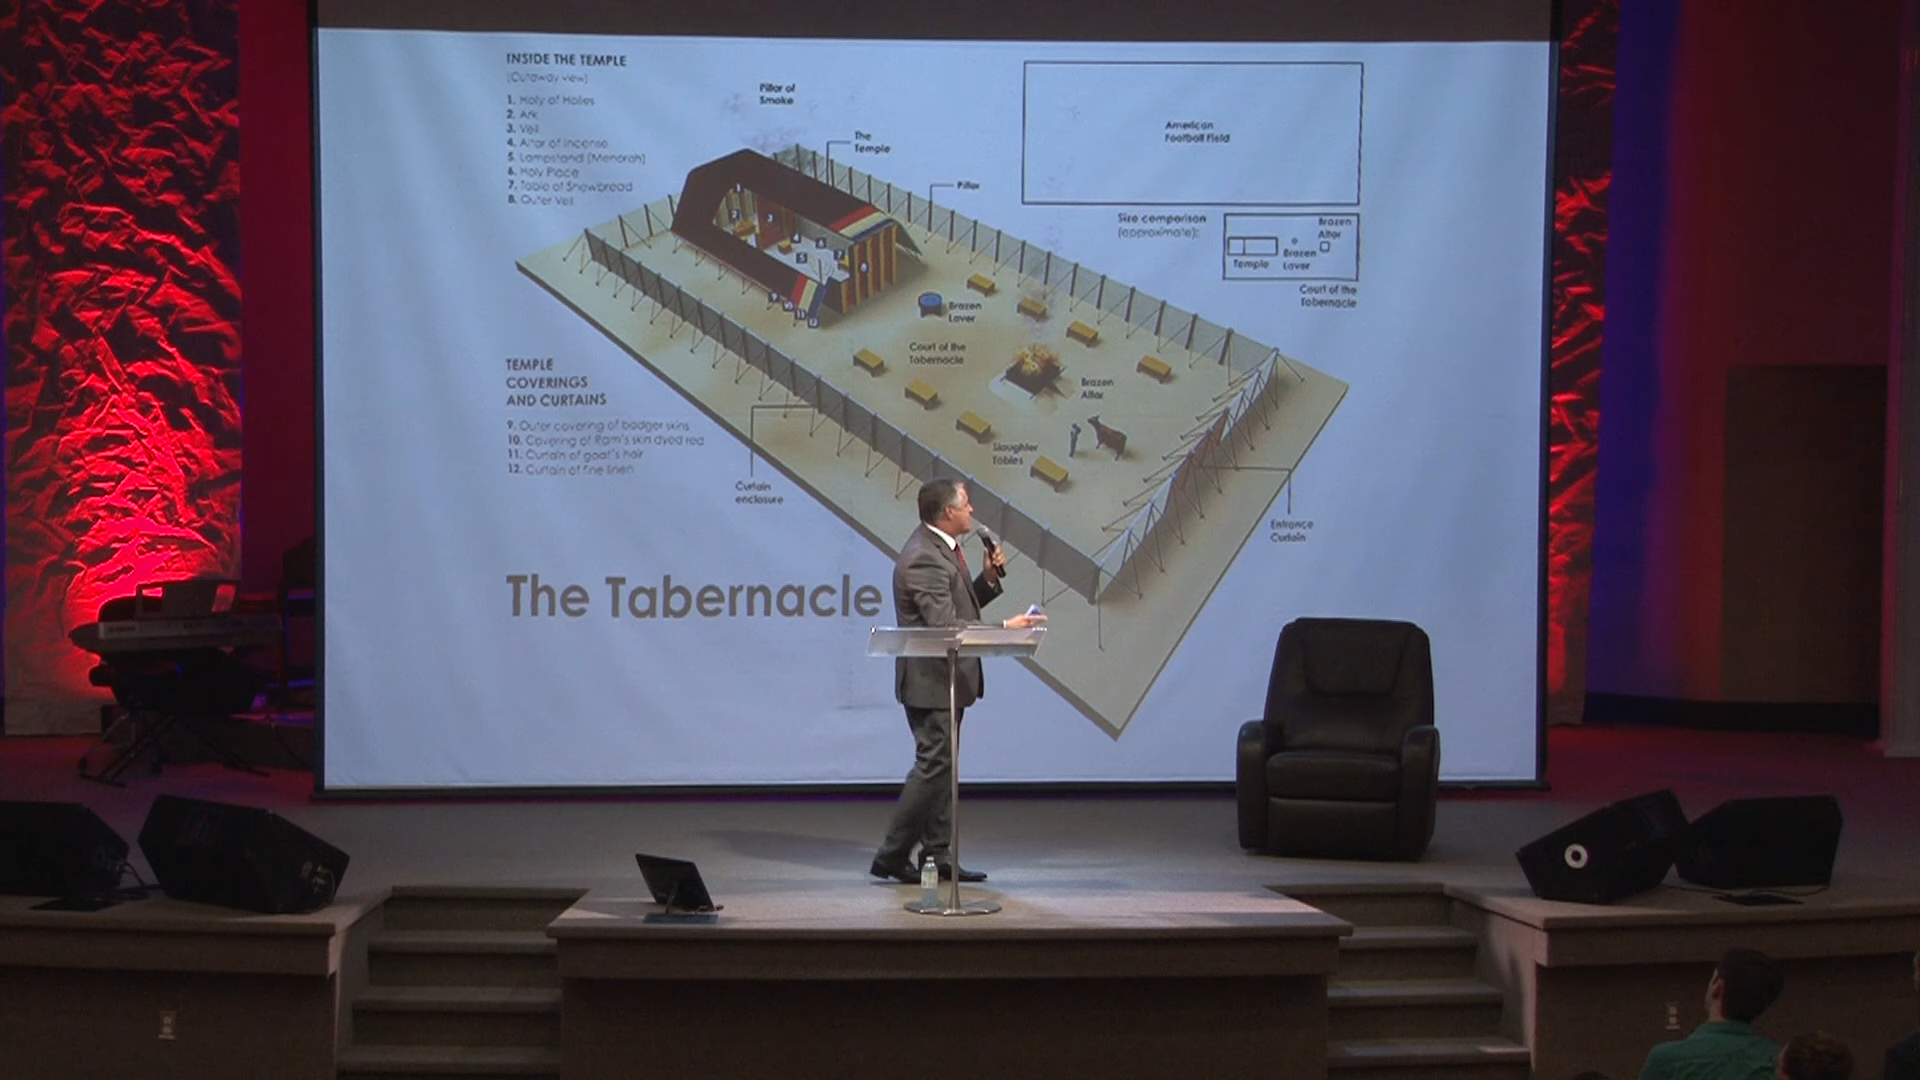 INSIDE THE TEMPLE
(Cutaway view)
1. Holy of Holies
2. Ark
3. Veil
4. Altar of Incense
5. Lampstand (Menorah)
6. Holy Place
7. Table of Shewbread
8. Outer Veil
Pillar of
Smoke
The
Temple
Pillar
American
Football Field
Size comparison
(approximate):
Brazen
Altar
Brazen
Laver
Temple
Court of the
Tabernacle
Brazen
Laver
Court of the
Tabernacle
Brazen
Altar
Slaughter
Tables
TEMPLE
COVERINGS
AND CURTAINS
9. Outer covering of badger skins
10. Covering of Ram's skin dyed red
11. Curtain of goat's hair
12. Curtain of fine linen
Curtain
enclosure
Entrance
Curtain
The Tabernacle